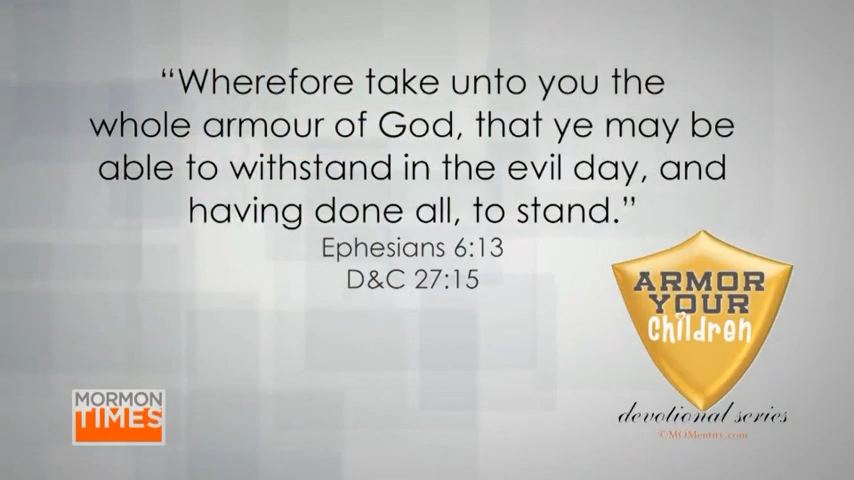 “Wherefore take unto you the
whole armour of God, that ye may be
able to withstand in the evil day, and
having done all, to stand.”
Ephesians 6:13
D&C 27:15
ARMOR
YOUR
Children
devotional series
©MOMentity.com
MORMON
TIMES